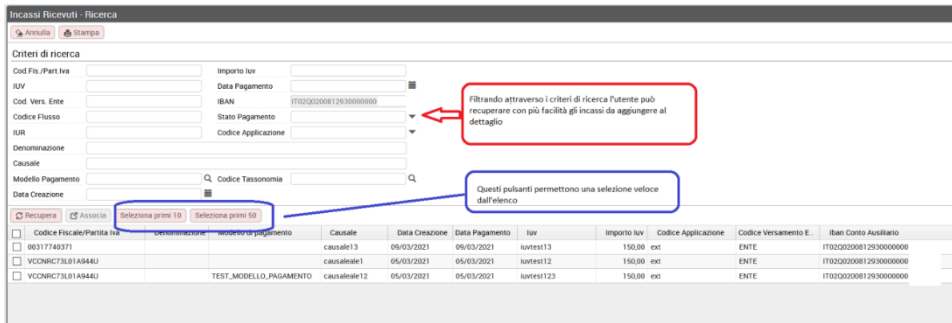 Incassi Ricevuti - Ricerca
Annulla Stampa
Criteri di ricerca
Cod.Fis./Part.Iva Importo Iuv
IUV Data Pagamento
Cod. Vers. Ente IBAN IT02Q0200812930000000
Codice Flusso Stato Pagamento
IUR Codice Applicazione
Denominazione
Causale
Modello Pagamento Codice Tassonomia
Data Creazione
Filtrando attraverso i criteri di ricerca l'utente può
recuperare con più facilità gli incassi da aggiungere al
dettaglio
Questi pulsanti permettono una selezione veloce
dall'elenco
Recupera Associa Seleziona primi 10 Seleziona primi 50
Codice Fiscale/Partita Iva Denominazione Modello di pagamento Causale Data Creazione Data Pagamento Iuv Importo Iuv Codice Applicazione Codice Versamento E.. Iban Conto Ausiliario
00317740371 causale13 09/03/2021 09/03/2021 iuvtest13 150,00 ext ENTE IT02Q0200812930000000
VCCNRC73L01A944U causaleale1 05/03/2021 05/03/2021 iuvtest12 150,00 ext ENTE IT02Q0200812930000000
VCCNRC73L01A944U TEST_MODELLO_PAGAMENTO causaleale12 05/03/2021 05/03/2021 iuvtest123 150,00 ext ENTE IT02Q0200812930000000